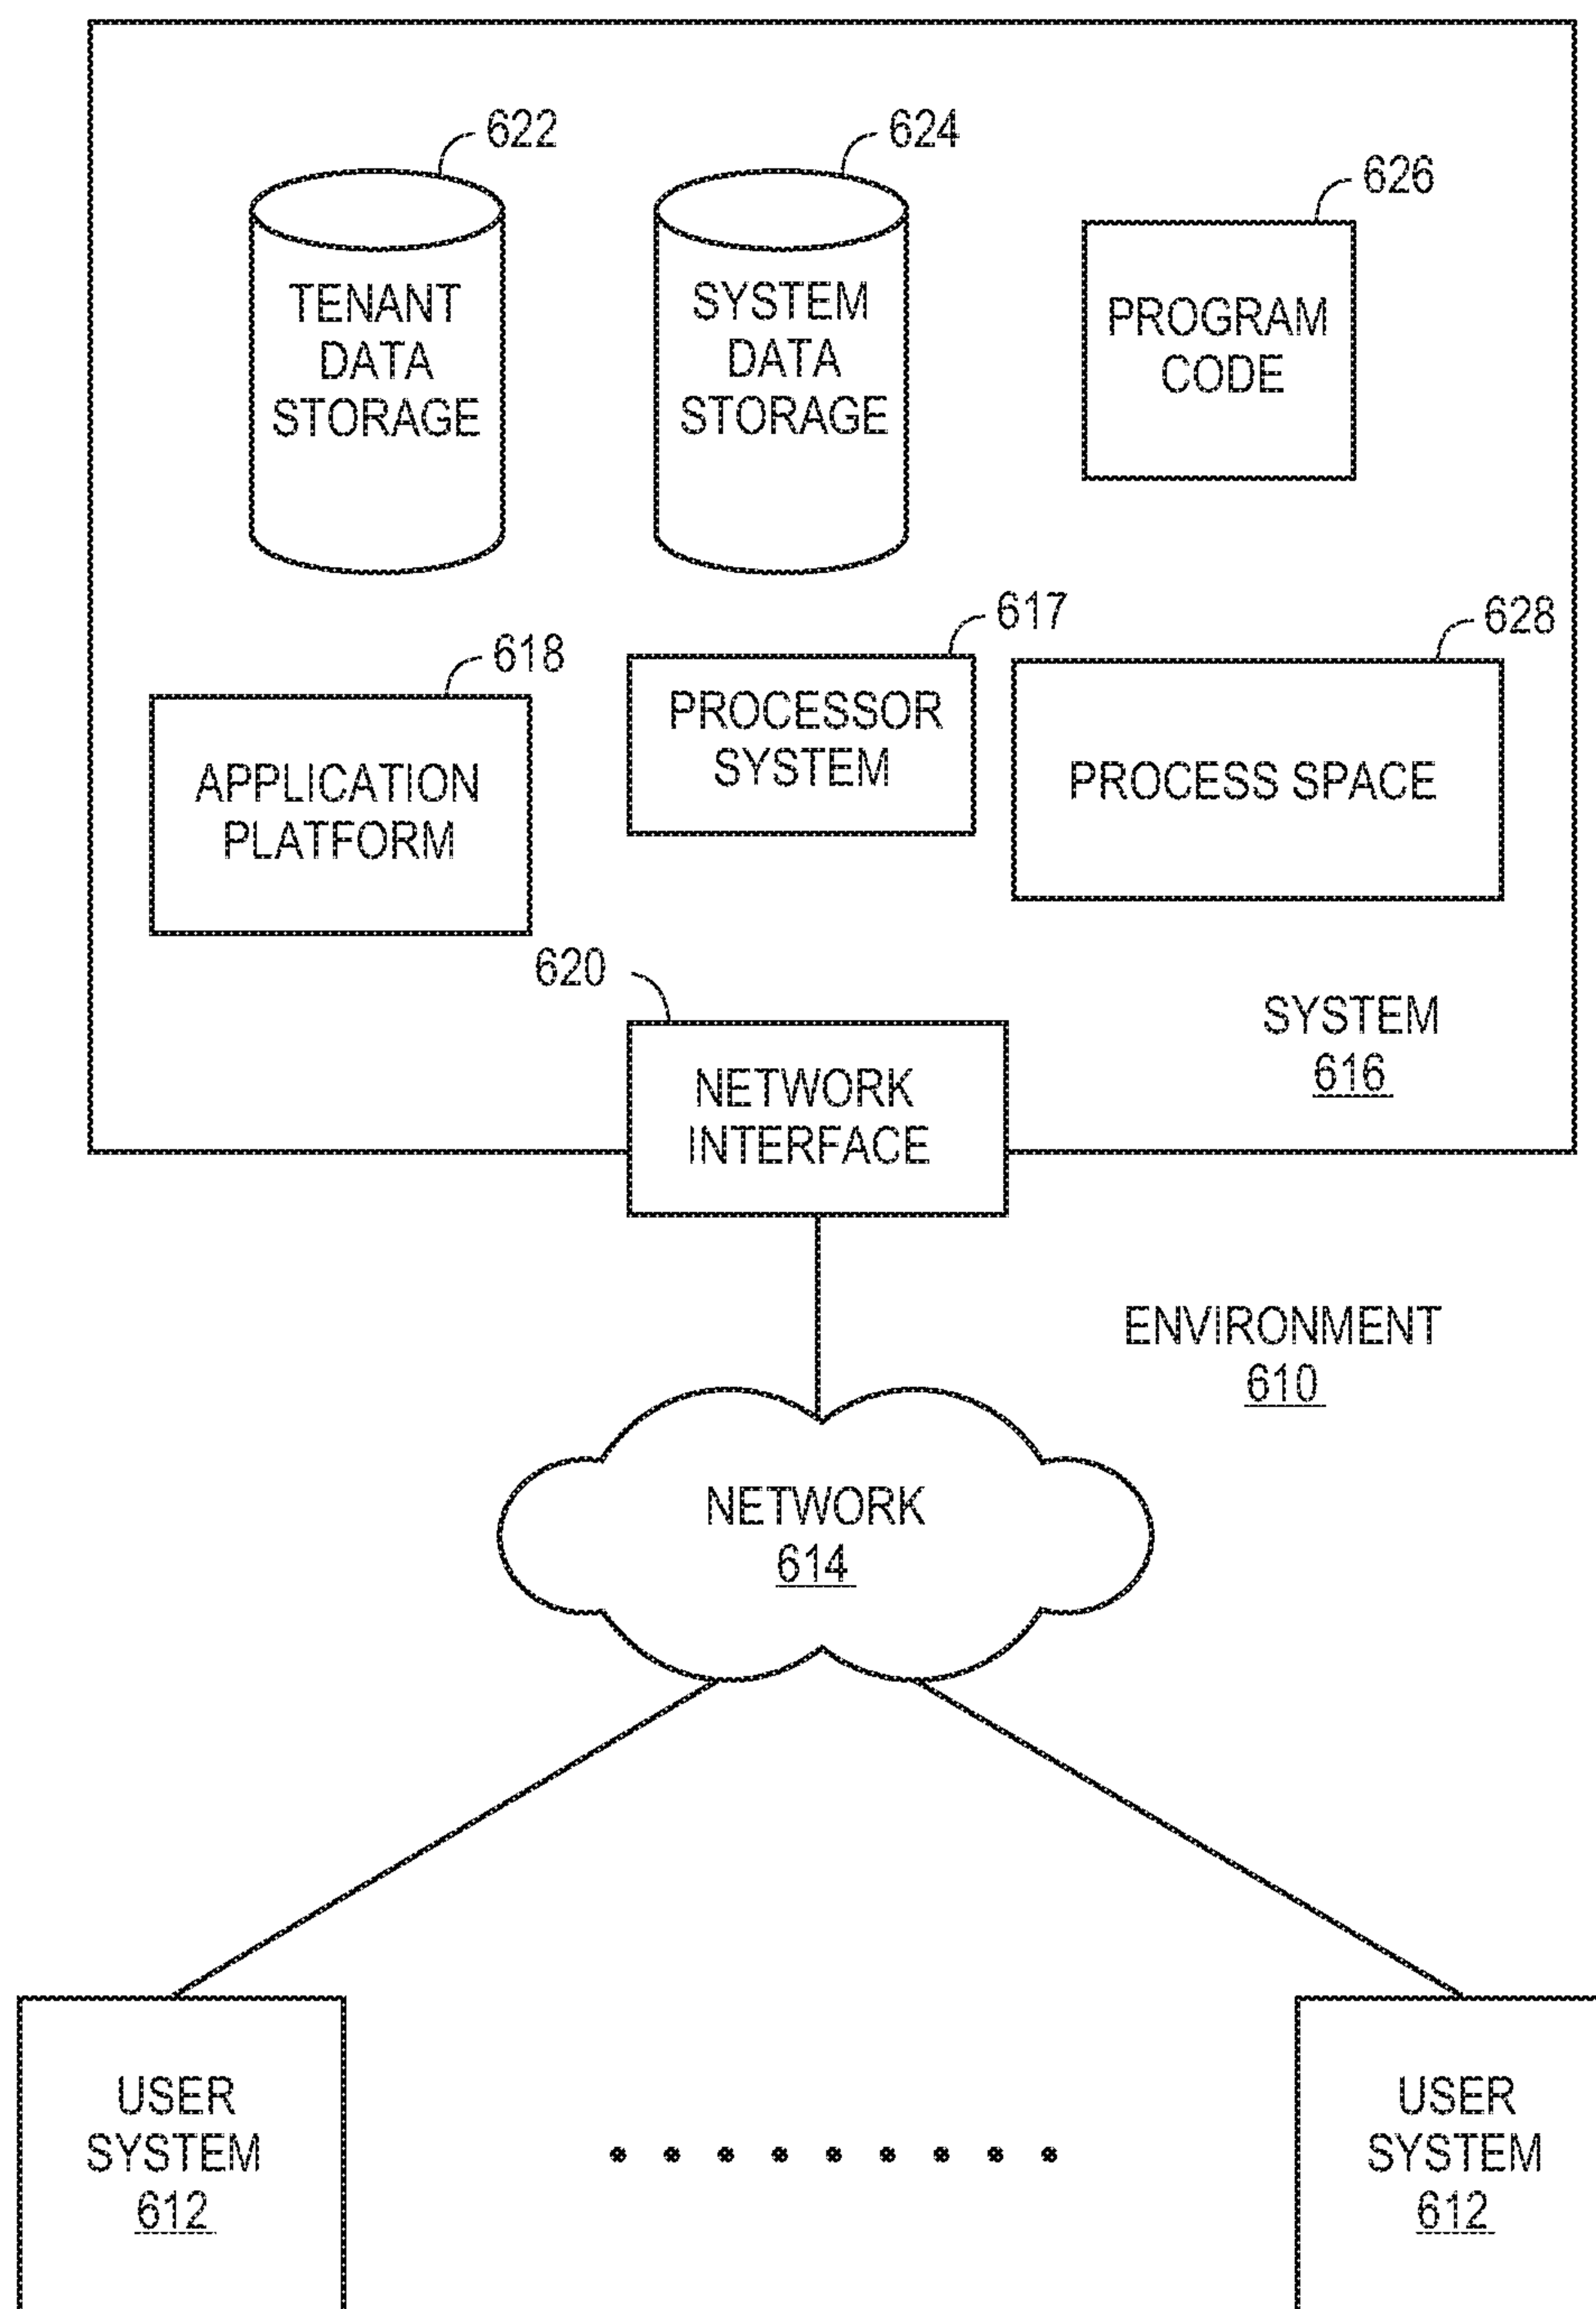 622
624
626
TENANT
DATA
STORAGE
SYSTEM
DATA
STORAGE
PROGRAM
CODE
618
617
628
APPLICATION
PLATFORM
PROCESSOR
SYSTEM
PROCESS SPACE
620
NETWORK
INTERFACE
SYSTEM
616
ENVIRONMENT
610
NETWORK
614
USER
SYSTEM
612
USER
SYSTEM
612